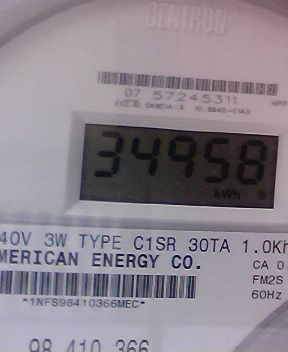 CENTRON®
07 57245311
34958
kWh
40V 3W TYPE C1SR 30TA 1.0Kh
MERICAN ENERGY CO.
CA 0.
FM2S
*1NFS98410366MEC*
60Hz
98 410 366